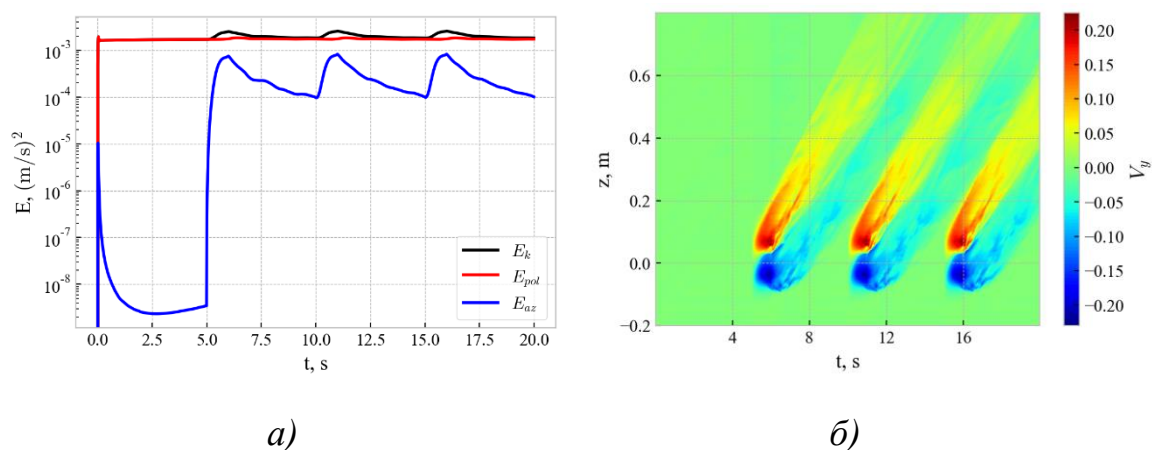 10⁻³
10⁻⁴
10⁻⁵
10⁻⁶
10⁻⁷
10⁻⁸
E, (m/s)²
E_k
E_pol
E_az
0.0 2.5 5.0 7.5 10.0 12.5 15.0 17.5 20.0
t, s
0.6
0.4
0.2
0.0
−0.2
z, m
4 8 12 16
t, s
0.20
0.15
0.10
0.05
0.00
−0.05
−0.10
−0.15
−0.20
V_y
а) б)